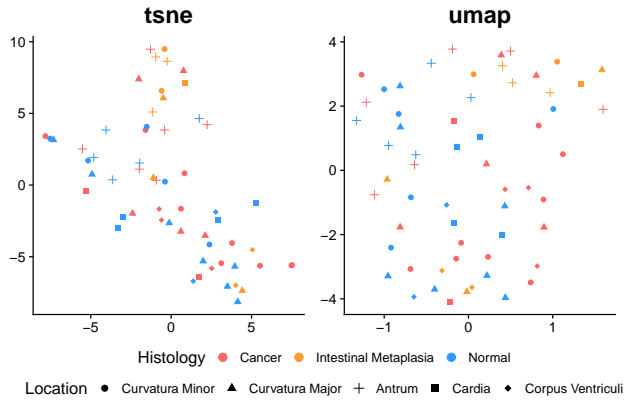 tsne umap
10
5
0
−5
−5 0 5
4
2
0
−2
−4
−1 0 1
Histology Cancer Intestinal Metaplasia Normal
Location Curvatura Minor Curvatura Major Antrum Cardia Corpus Ventriculi